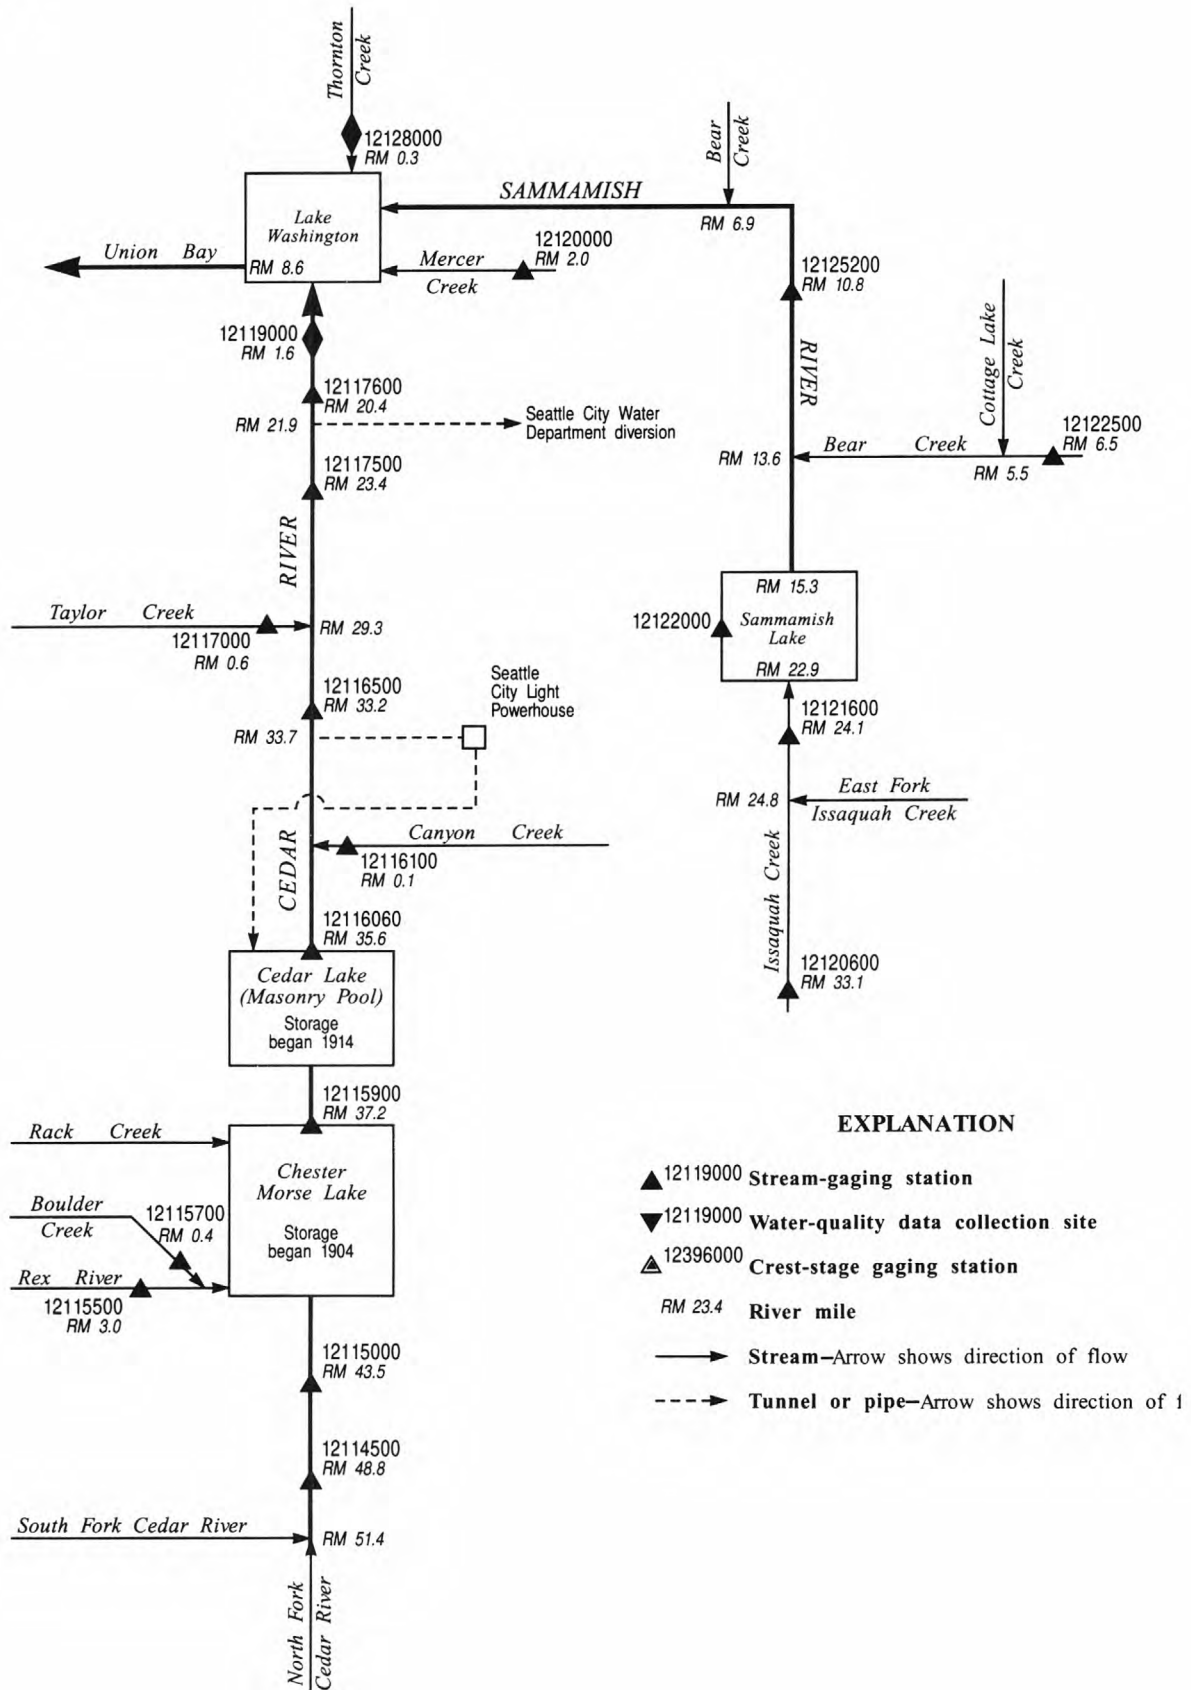 Thornton
Creek
12128000
RM 0.3
Bear
Creek
SAMMAMISH
RM 6.9
Lake
Washington
Union Bay
RM 8.6
12120000
RM 2.0
Mercer
Creek
12125200
RM 10.8
RIVER
Cottage Lake
Creek
12119000
RM 1.6
12117600
RM 20.4
RM 21.9
Seattle City Water
Department diversion
12122500
RM 6.5
RM 13.6
Bear Creek
RM 5.5
12117500
RM 23.4
RIVER
RM 15.3
Sammamish
Lake
RM 22.9
12122000
Taylor Creek
12117000
RM 0.6
RM 29.3
Seattle
City Light
Powerhouse
12116500
RM 33.2
RM 33.7
12121600
RM 24.1
RM 24.8
East Fork
Issaquah Creek
Canyon Creek
12116100
RM 0.1
CEDAR
Issaquah Creek
12116060
RM 35.6
12120600
RM 33.1
Cedar Lake
(Masonry Pool)
Storage
began 1914
12115900
RM 37.2
Rack Creek
Chester
Morse Lake
Storage
began 1904
Boulder
Creek
12115700
RM 0.4
Rex River
12115500
RM 3.0
12115000
RM 43.5
12114500
RM 48.8
South Fork Cedar River
RM 51.4
North Fork
Cedar River
EXPLANATION
12119000 Stream-gaging station
12119000 Water-quality data collection site
12396000 Crest-stage gaging station
RM 23.4 River mile
Stream—Arrow shows direction of flow
Tunnel or pipe—Arrow shows direction of